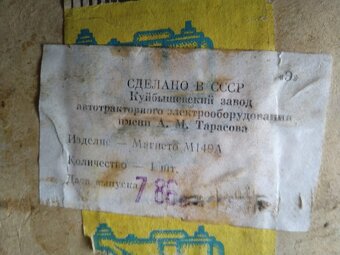 «Э»
СДЕЛАНО В СССР
Куйбышевский завод
автотракторного электрооборудования
имени А. М. Тарасова
Изделие — Магнето М149А
Количество — 1 шт.
Дата выпуска 7 86